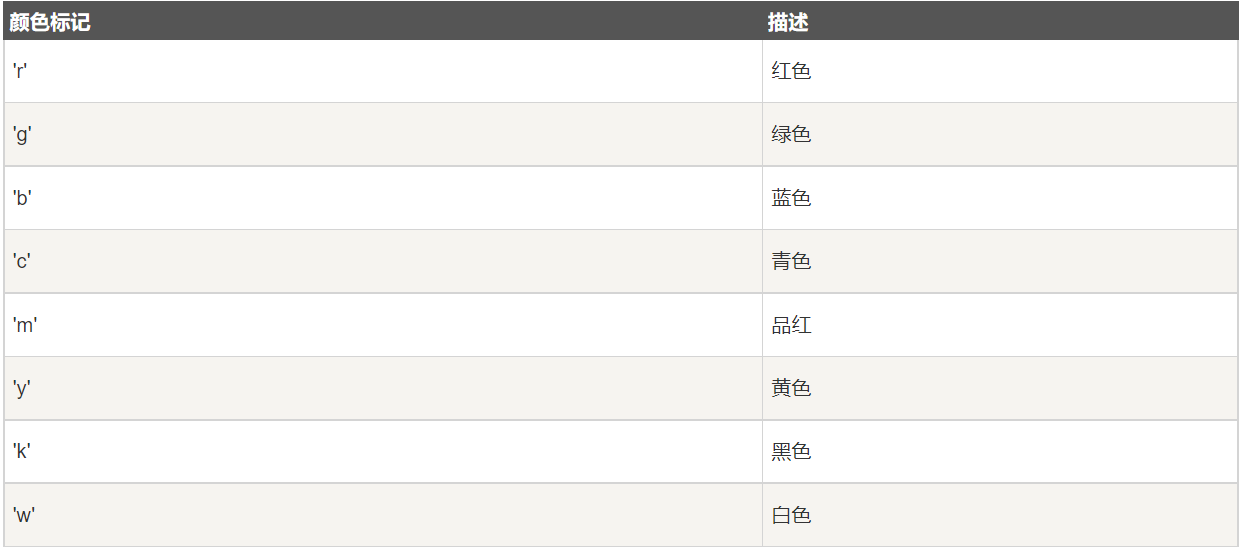 颜色标记 描述
'r' 红色
'g' 绿色
'b' 蓝色
'c' 青色
'm' 品红
'y' 黄色
'k' 黑色
'w' 白色